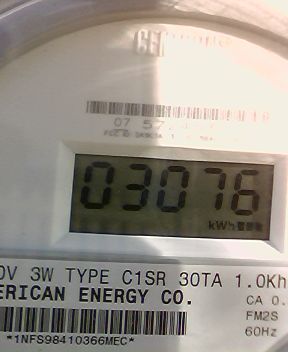 03076
kWh
0V 3W TYPE C1SR 30TA 1.0Kh
ERICAN ENERGY CO.
CA 0.
FM2S
60Hz
*1NFS98410366MEC*